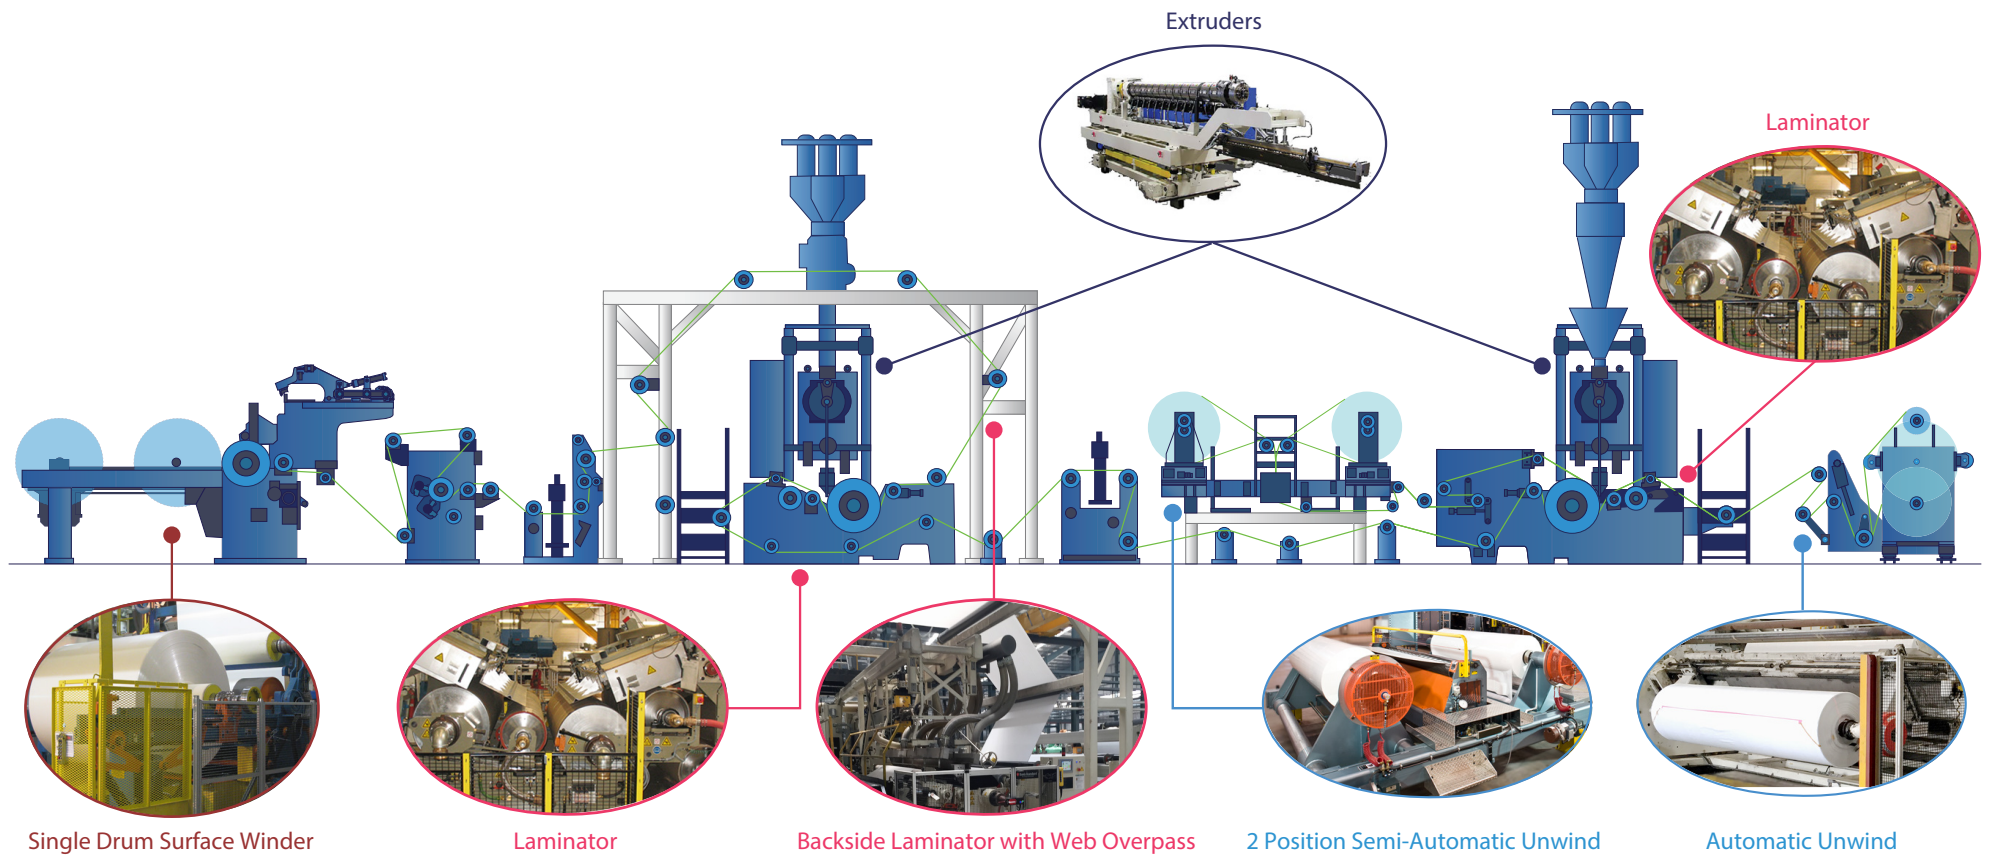 Extruders
Laminator
Single Drum Surface Winder
Laminator
Backside Laminator with Web Overpass
2 Position Semi-Automatic Unwind
Automatic Unwind